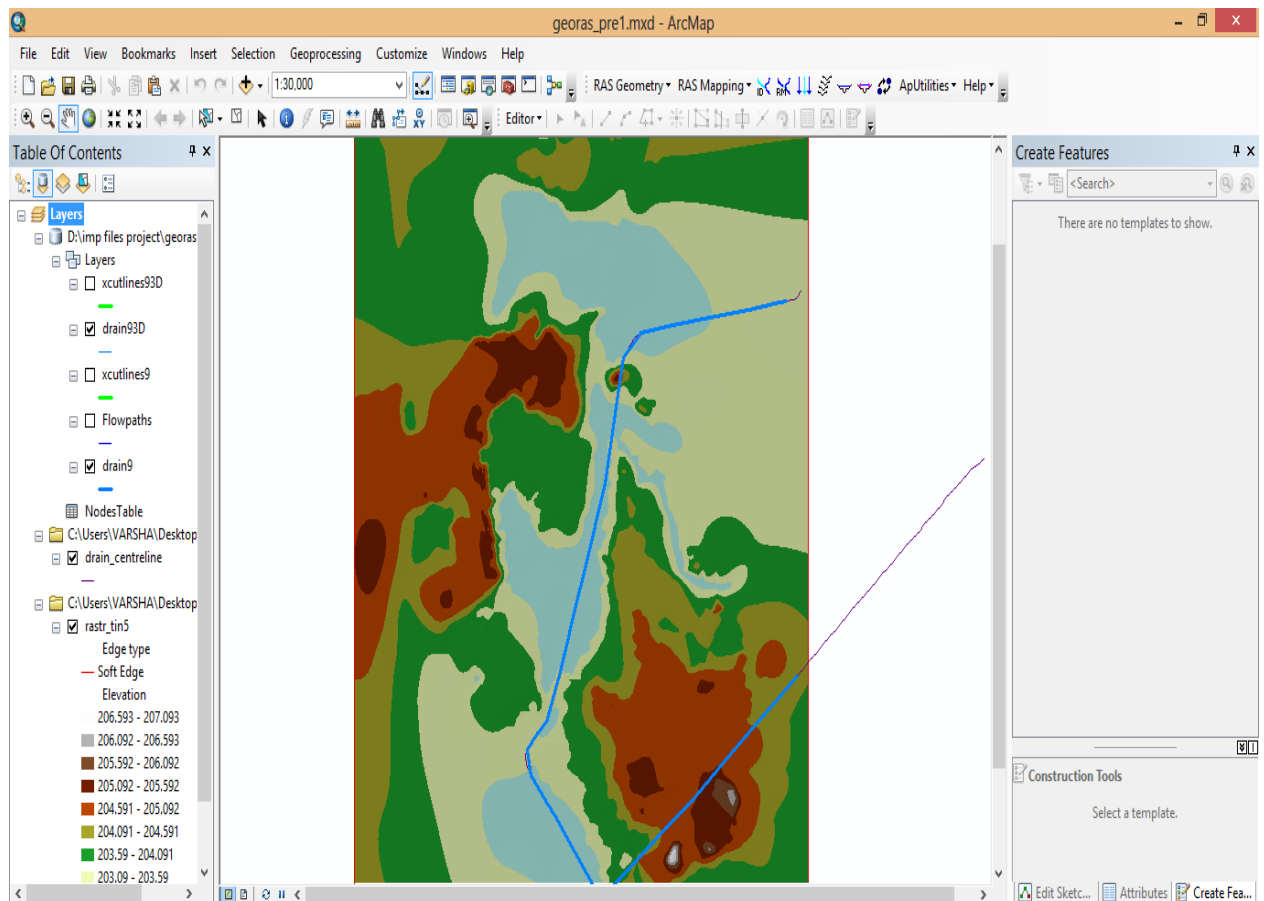 georas_pre1.mxd - ArcMap
File Edit View Bookmarks Insert Selection Geoprocessing Customize Windows Help
1:30,000
RAS Geometry RAS Mapping ID RM ApUtilities Help
XY Editor
Table Of Contents
Layers
D:\imp files project\georas
Layers
xcutlines93D
drain93D
xcutlines9
Flowpaths
drain9
NodesTable
C:\Users\VARSHA\Desktop
drain_centreline
C:\Users\VARSHA\Desktop
rastr_tin5
Edge type
Soft Edge
Elevation
206.593 - 207.093
206.092 - 206.593
205.592 - 206.092
205.092 - 205.592
204.591 - 205.092
204.091 - 204.591
203.59 - 204.091
203.09 - 203.59
Create Features
<Search>
There are no templates to show.
Construction Tools
Select a template.
Edit Sketc... Attributes Create Fea...